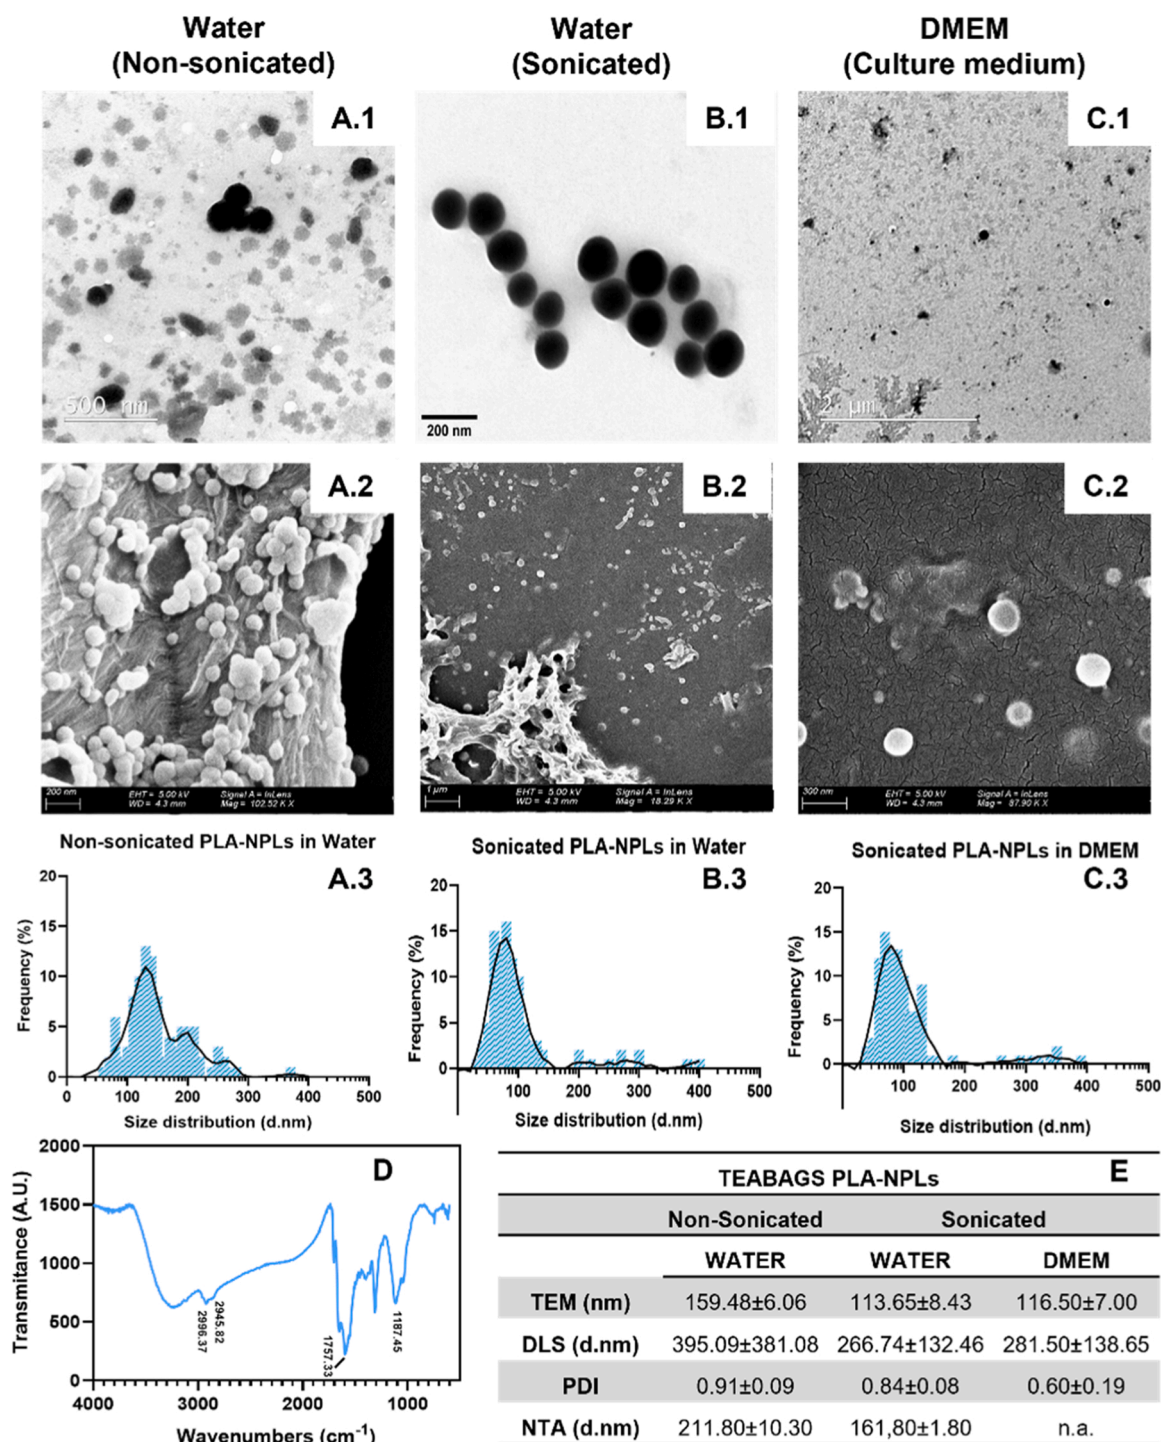 Water
(Non-sonicated)
Water
(Sonicated)
DMEM
(Culture medium)
A.1
500 nm
B.1
200 nm
C.1
2 µm
A.2
200 nm
EHT = 5.00 kV
WD = 4.3 mm
Signal A = InLens
Mag = 102.52 K X
B.2
1 µm
EHT = 5.00 kV
WD = 4.3 mm
Signal A = InLens
Mag = 18.29 K X
C.2
300 nm
EHT = 5.00 kV
WD = 4.3 mm
Signal A = InLens
Mag = 87.90 K X
Non-sonicated PLA-NPLs in Water
A.3
Frequency (%)
20
15
10
5
0
0 100 200 300 400 500
Size distribution (d.nm)
Sonicated PLA-NPLs in Water
B.3
Frequency (%)
20
15
10
5
0
100 200 300 400 500
Size distribution (d.nm)
Sonicated PLA-NPLs in DMEM
C.3
Frequency (%)
20
15
10
5
0
100 200 300 400 500
Size distribution (d.nm)
D
Transmitance (A.U.)
2000
1500
1000
500
0
2996.37
2945.82
1757.33
1187.45
4000 3000 2000 1000
Wavenumbers (cm-1)
TEABAGS PLA-NPLs E
Non-Sonicated Sonicated
WATER WATER DMEM
TEM (nm) 159.48±6.06 113.65±8.43 116.50±7.00
DLS (d.nm) 395.09±381.08 266.74±132.46 281.50±138.65
PDI 0.91±0.09 0.84±0.08 0.60±0.19
NTA (d.nm) 211.80±10.30 161,80±1.80 n.a.